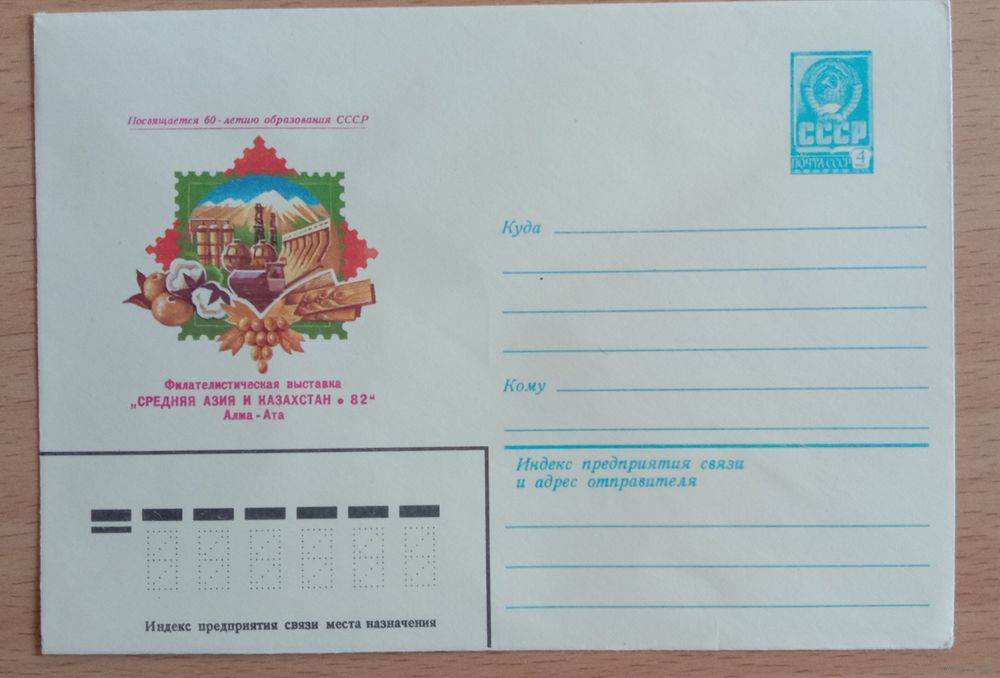 Посвящается 60-летию образования СССР
СССР
ПОЧТА СССР 4
Филателистическая выставка
„СРЕДНЯЯ АЗИЯ И КАЗАХСТАН • 82“
Алма-Ата
Куда
Кому
Индекс предприятия связи
и адрес отправителя
Индекс предприятия связи места назначения